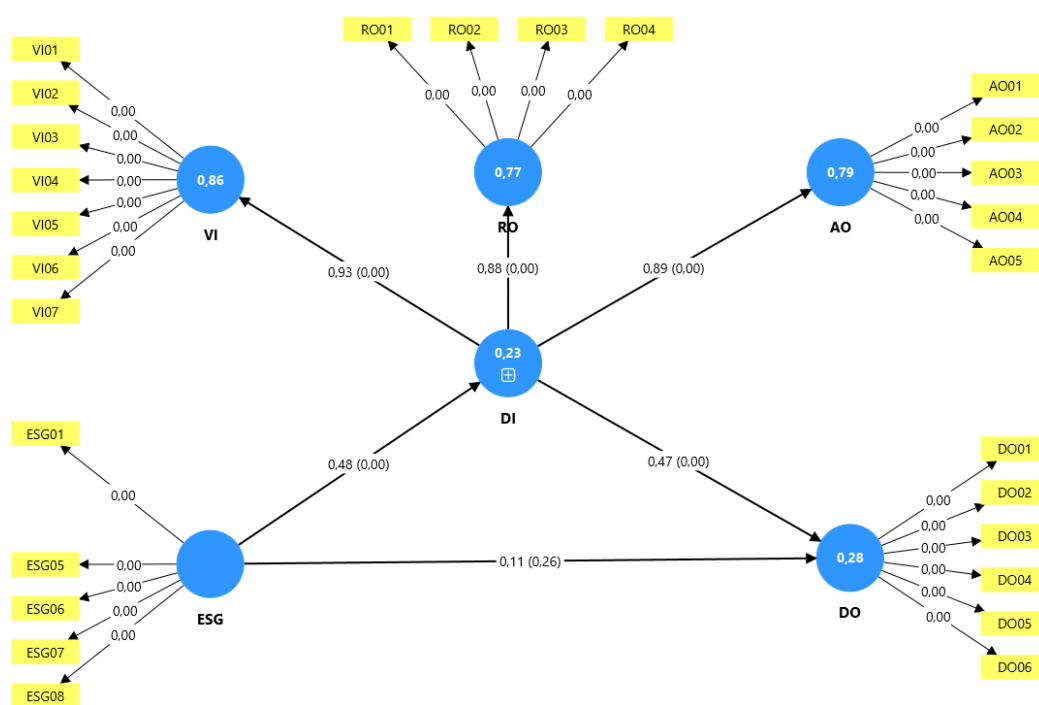 RO01
RO02
RO03
RO04
VI01
VI02
VI03
VI04
VI05
VI06
VI07
0,00
0,00
0,00
0,00
0,00
0,00
0,00
0,86
VI
0,00
0,00
0,00
0,00
0,77
RO
AO01
AO02
AO03
AO04
AO05
0,00
0,00
0,00
0,00
0,00
0,79
AO
0,93 (0,00)
0,88 (0,00)
0,89 (0,00)
0,23
DI
0,48 (0,00)
0,47 (0,00)
ESG01
ESG05
ESG06
ESG07
ESG08
0,00
0,00
0,00
0,00
0,00
ESG
0,11 (0,26)
0,28
DO
0,00
0,00
0,00
0,00
0,00
0,00
DO01
DO02
DO03
DO04
DO05
DO06